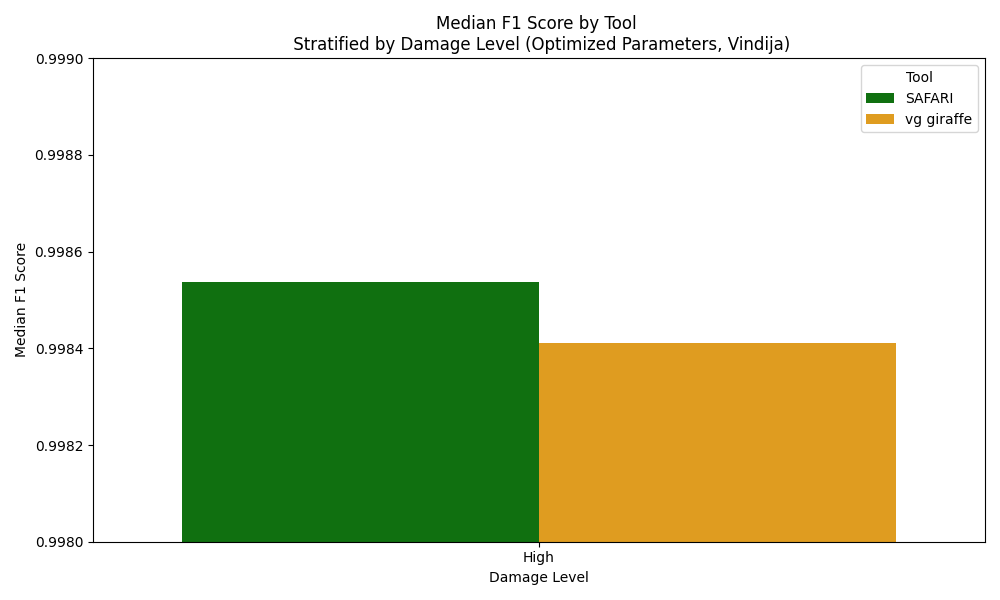 Median F1 Score by Tool
Stratified by Damage Level (Optimized Parameters, Vindija)
Tool
SAFARI
vg giraffe
0.9990
0.9988
0.9986
0.9984
0.9982
0.9980
Median F1 Score
High
Damage Level